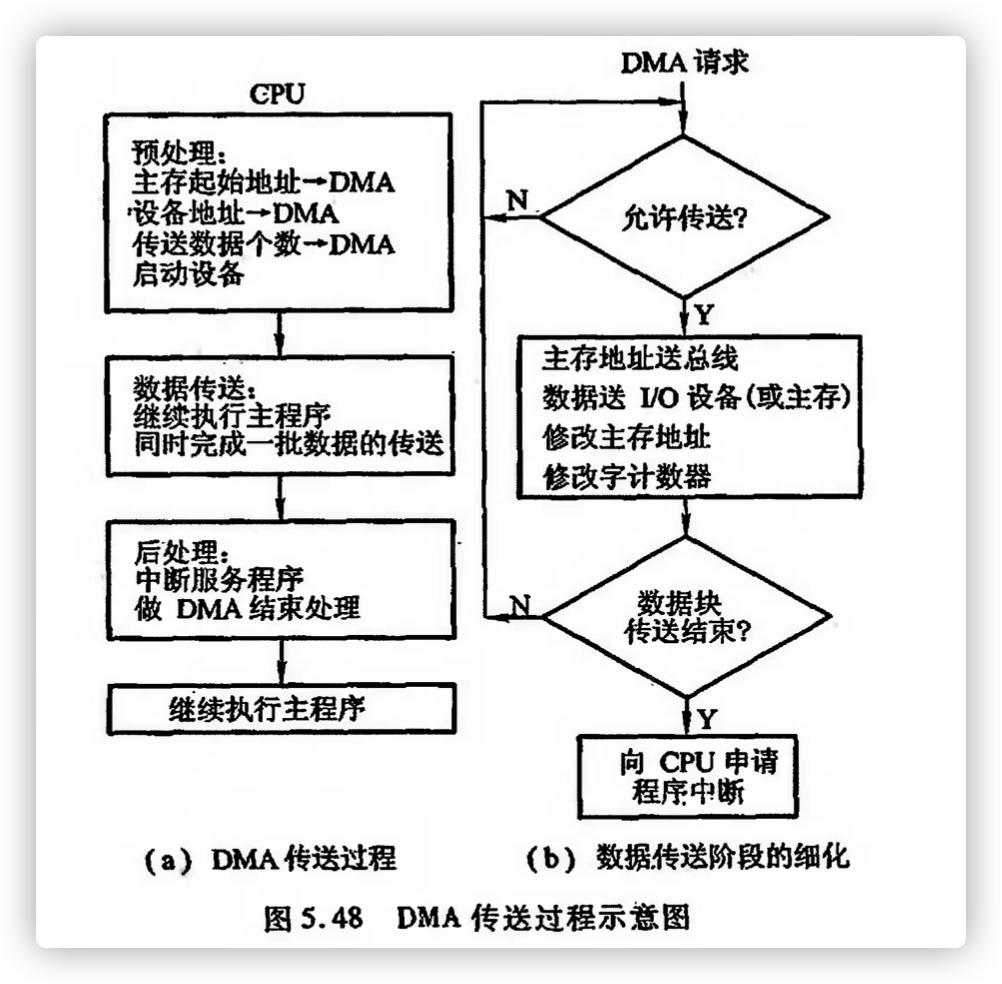 CPU
预处理:
主存起始地址→DMA
设备地址→DMA
传送数据个数→DMA
启动设备
数据传送:
继续执行主程序
同时完成一批数据的传送
后处理:
中断服务程序
做 DMA 结束处理
继续执行主程序
(a) DMA 传送过程
DMA 请求
允许传送?
N
Y
主存地址送总线
数据送 I/O 设备(或主存)
修改主存地址
修改字计数器
数据块
传送结束?
N
Y
向 CPU 申请
程序中断
(b) 数据传送阶段的细化
图 5.48 DMA 传送过程示意图